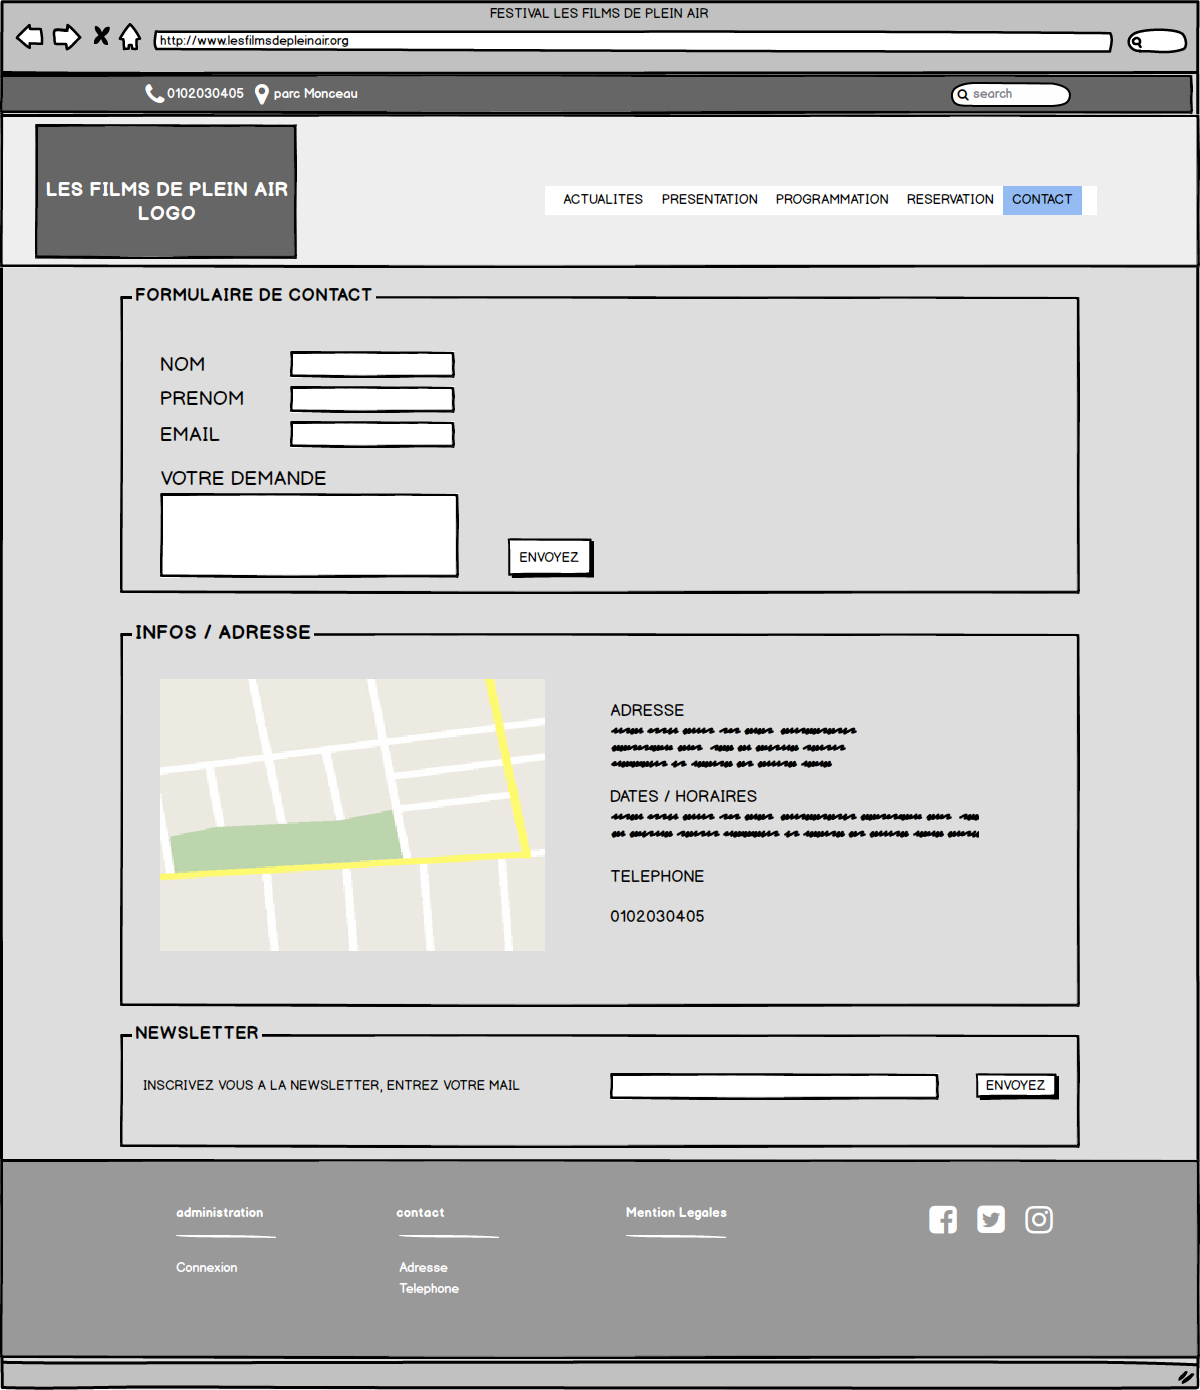 FESTIVAL LES FILMS DE PLEIN AIR
http://www.lesfilmsdepleinair.org
0102030405 parc Monceau search
LES FILMS DE PLEIN AIR
LOGO
ACTUALITES PRESENTATION PROGRAMMATION RESERVATION CONTACT
FORMULAIRE DE CONTACT
NOM
PRENOM
EMAIL
VOTRE DEMANDE
ENVOYEZ
INFOS / ADRESSE
ADRESSE
DATES / HORAIRES
TELEPHONE
0102030405
NEWSLETTER
INSCRIVEZ VOUS A LA NEWSLETTER, ENTREZ VOTRE MAIL ENVOYEZ
administration contact Mention Legales
Connexion Adresse
Telephone